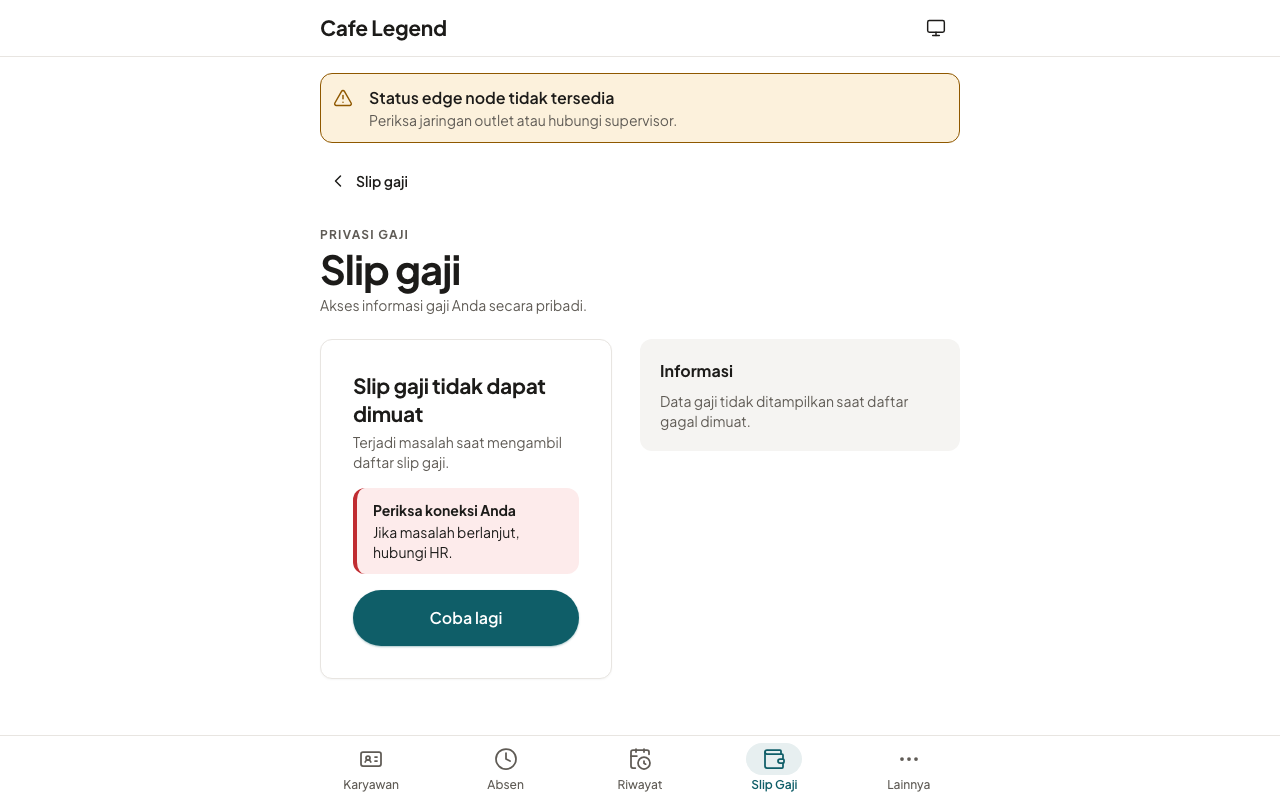 Cafe Legend
Status edge node tidak tersedia
Periksa jaringan outlet atau hubungi supervisor.
Slip gaji
PRIVASI GAJI
Slip gaji
Akses informasi gaji Anda secara pribadi.
Slip gaji tidak dapat
dimuat
Terjadi masalah saat mengambil
daftar slip gaji.
Periksa koneksi Anda
Jika masalah berlanjut,
hubungi HR.
Coba lagi
Informasi
Data gaji tidak ditampilkan saat daftar
gagal dimuat.
Karyawan
Absen
Riwayat
Slip Gaji
Lainnya